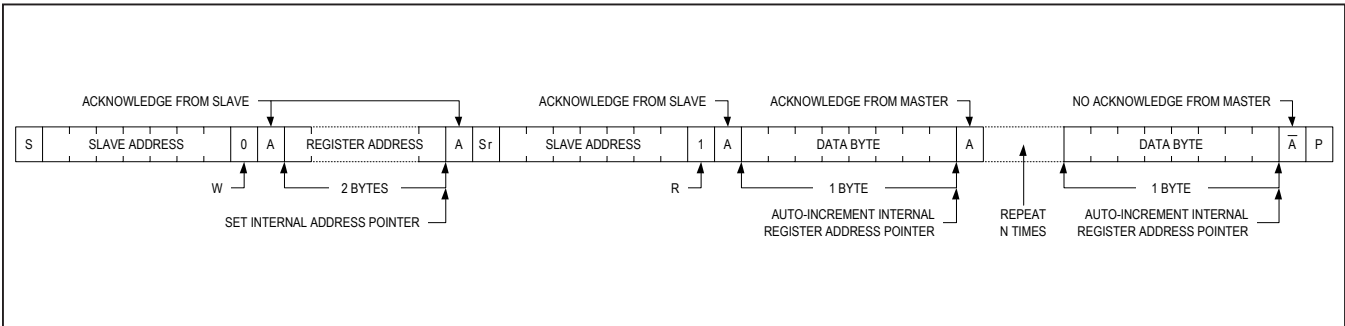 ACKNOWLEDGE FROM SLAVE ACKNOWLEDGE FROM SLAVE ACKNOWLEDGE FROM MASTER NO ACKNOWLEDGE FROM MASTER
S SLAVE ADDRESS 0 A REGISTER ADDRESS A Sr SLAVE ADDRESS 1 A DATA BYTE A DATA BYTE A̅ P
W 2 BYTES R 1 BYTE 1 BYTE
SET INTERNAL ADDRESS POINTER AUTO-INCREMENT INTERNAL REPEAT AUTO-INCREMENT INTERNAL
REGISTER ADDRESS POINTER N TIMES REGISTER ADDRESS POINTER